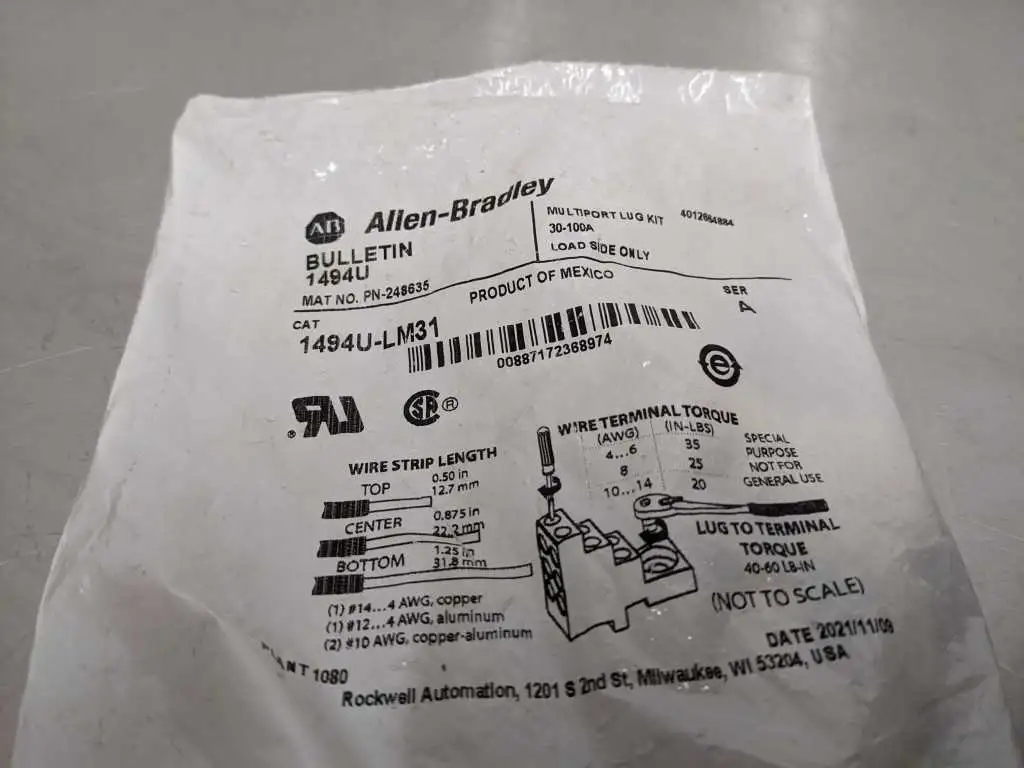 AB Allen-Bradley
BULLETIN
1494U
MAT NO. PN-248635
MULTIPORT LUG KIT 4012664884
30-100A
LOAD SIDE ONLY
PRODUCT OF MEXICO
SER
A
CAT
1494U-LM31
00887172368974
e
® SA ®
WIRE STRIP LENGTH
TOP 0.50 in
12.7 mm
CENTER 0.875 in
22.2 mm
BOTTOM 1.25 in
31.8 mm
(1) #14...4 AWG, copper
(1) #12...4 AWG, aluminum
(2) #10 AWG, copper-aluminum
WIRE TERMINAL TORQUE
(AWG) (IN-LBS)
4...6 35
8 25
10...14 20
SPECIAL
PURPOSE
NOT FOR
GENERAL USE
LUG TO TERMINAL
TORQUE
40-60 LB-IN
(NOT TO SCALE)
PLANT 1080
DATE 2021/11/09
Rockwell Automation, 1201 S 2nd St, Milwaukee, WI 53204, USA